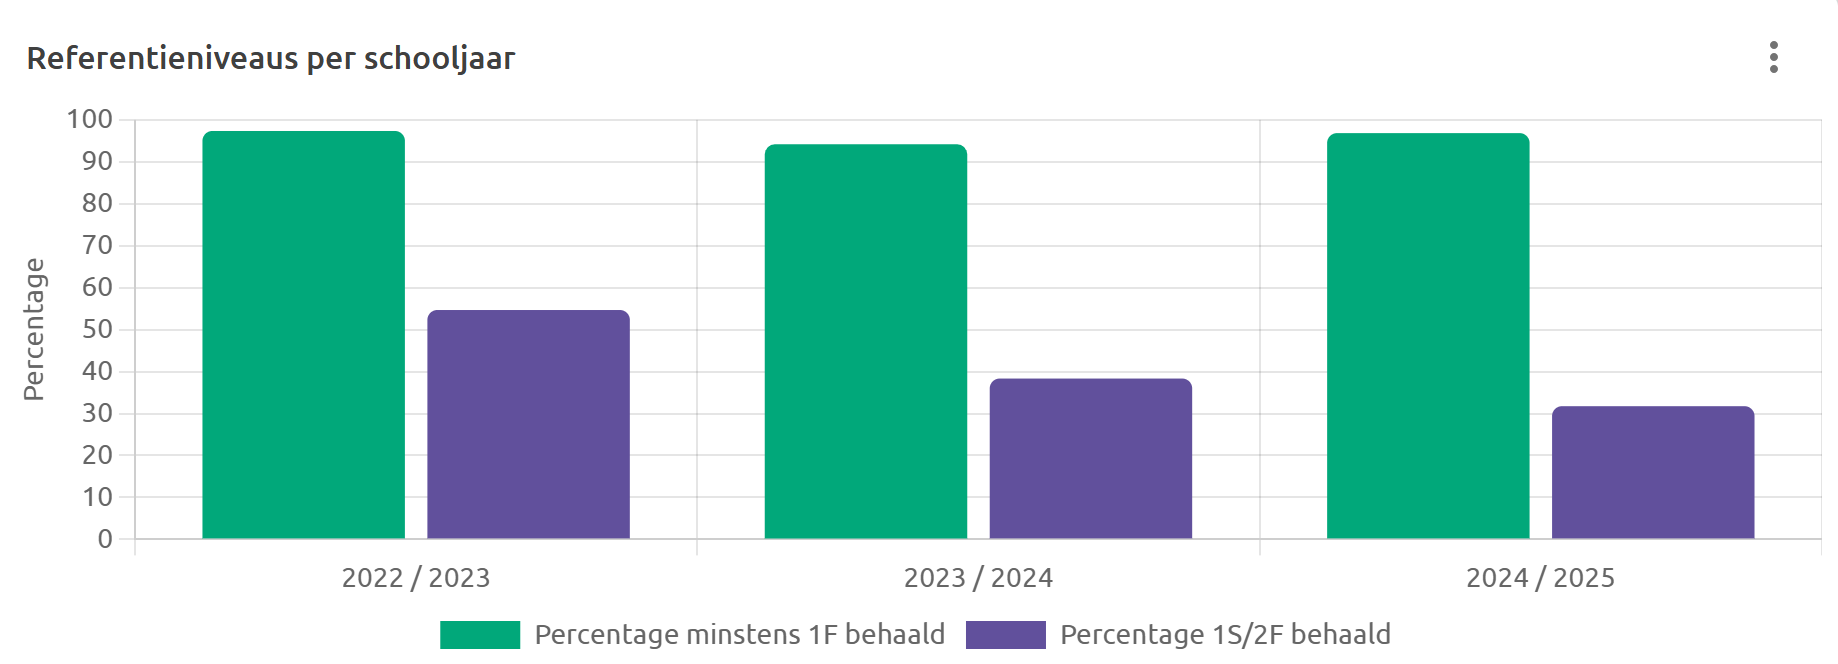 Referentieniveaus per schooljaar
Percentage
100
90
80
70
60
50
40
30
20
10
0
2022 / 2023
2023 / 2024
2024 / 2025
Percentage minstens 1F behaald
Percentage 1S/2F behaald